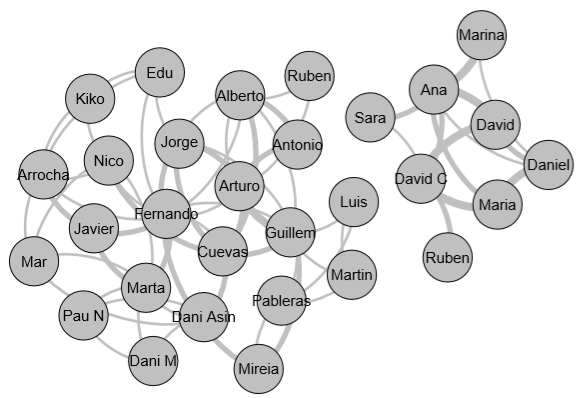 Marina
Edu
Ruben
Kiko
Alberto
Ana
Sara
David
Jorge
Antonio
Nico
Daniel
Arrocha
David C
Arturo
Luis
Maria
Fernando
Javier
Guillem
Cuevas
Ruben
Mar
Martin
Marta
Pableras
Pau N
Dani Asin
Dani M
Mireia